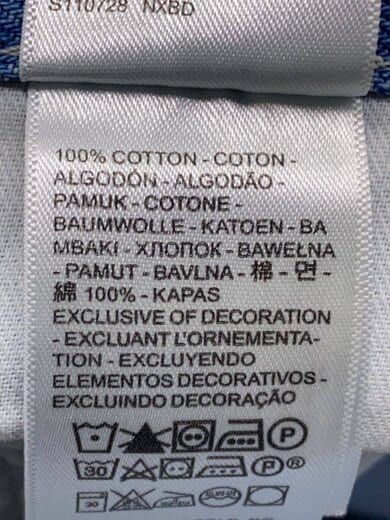 S110728 NXBD
100% COTTON - COTON -
ALGODÓN - ALGODÃO -
PAMUK - COTONE -
BAUMWOLLE - KATOEN - BA
MBAKI - ХЛОПОК - BAWEŁNA
- PAMUT - BAVLNA - 棉 - 면 -
綿 100% - KAPAS
EXCLUSIVE OF DECORATION
- EXCLUANT L'ORNEMENTA-
TION - EXCLUYENDO
ELEMENTOS DECORATIVOS -
EXCLUINDO DECORAÇÃO
P
30 P ®
30